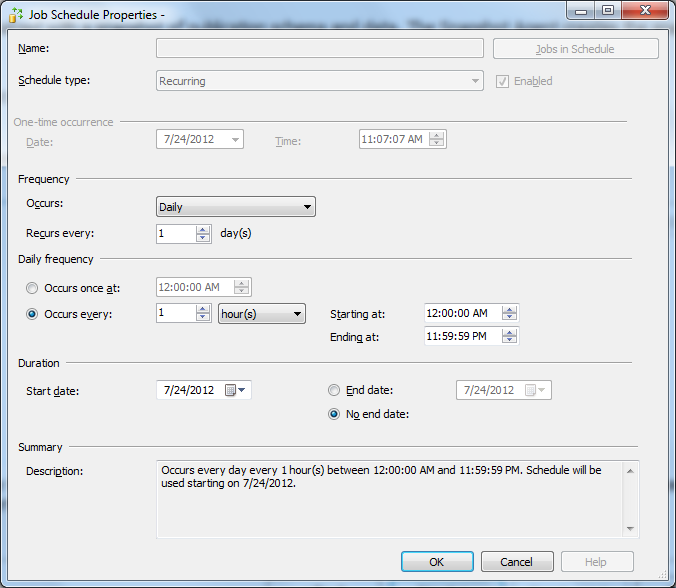 Job Schedule Properties -
Name:
Jobs in Schedule
Schedule type:
Recurring
Enabled
One-time occurrence
Date:
7/24/2012
Time:
11:07:07 AM
Frequency
Occurs:
Daily
Recurs every:
1
day(s)
Daily frequency
Occurs once at:
12:00:00 AM
Occurs every:
1
hour(s)
Starting at:
12:00:00 AM
Ending at:
11:59:59 PM
Duration
Start date:
7/24/2012
End date:
7/24/2012
No end date:
Summary
Description:
Occurs every day every 1 hour(s) between 12:00:00 AM and 11:59:59 PM. Schedule will be
used starting on 7/24/2012.
OK
Cancel
Help